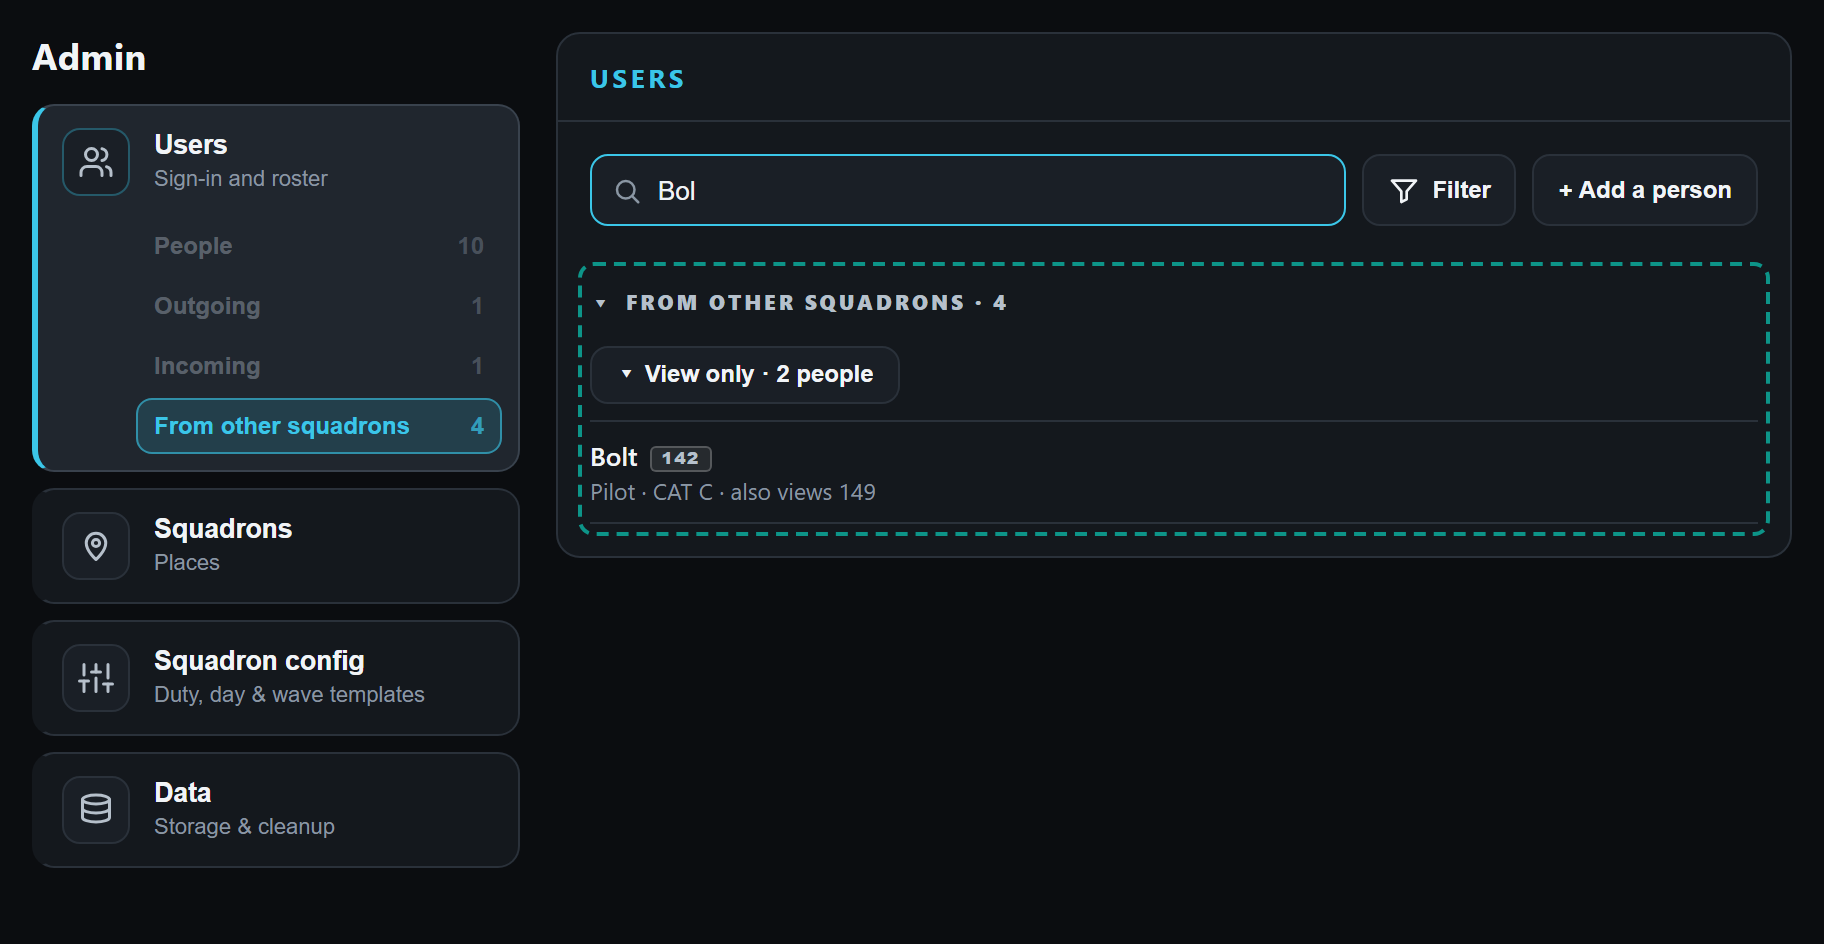 Admin
Users
Sign-in and roster
People 10
Outgoing 1
Incoming 1
From other squadrons 4
Squadrons
Places
Squadron config
Duty, day & wave templates
Data
Storage & cleanup
USERS
Bol
Filter
+ Add a person
FROM OTHER SQUADRONS · 4
View only · 2 people
Bolt 142
Pilot · CAT C · also views 149